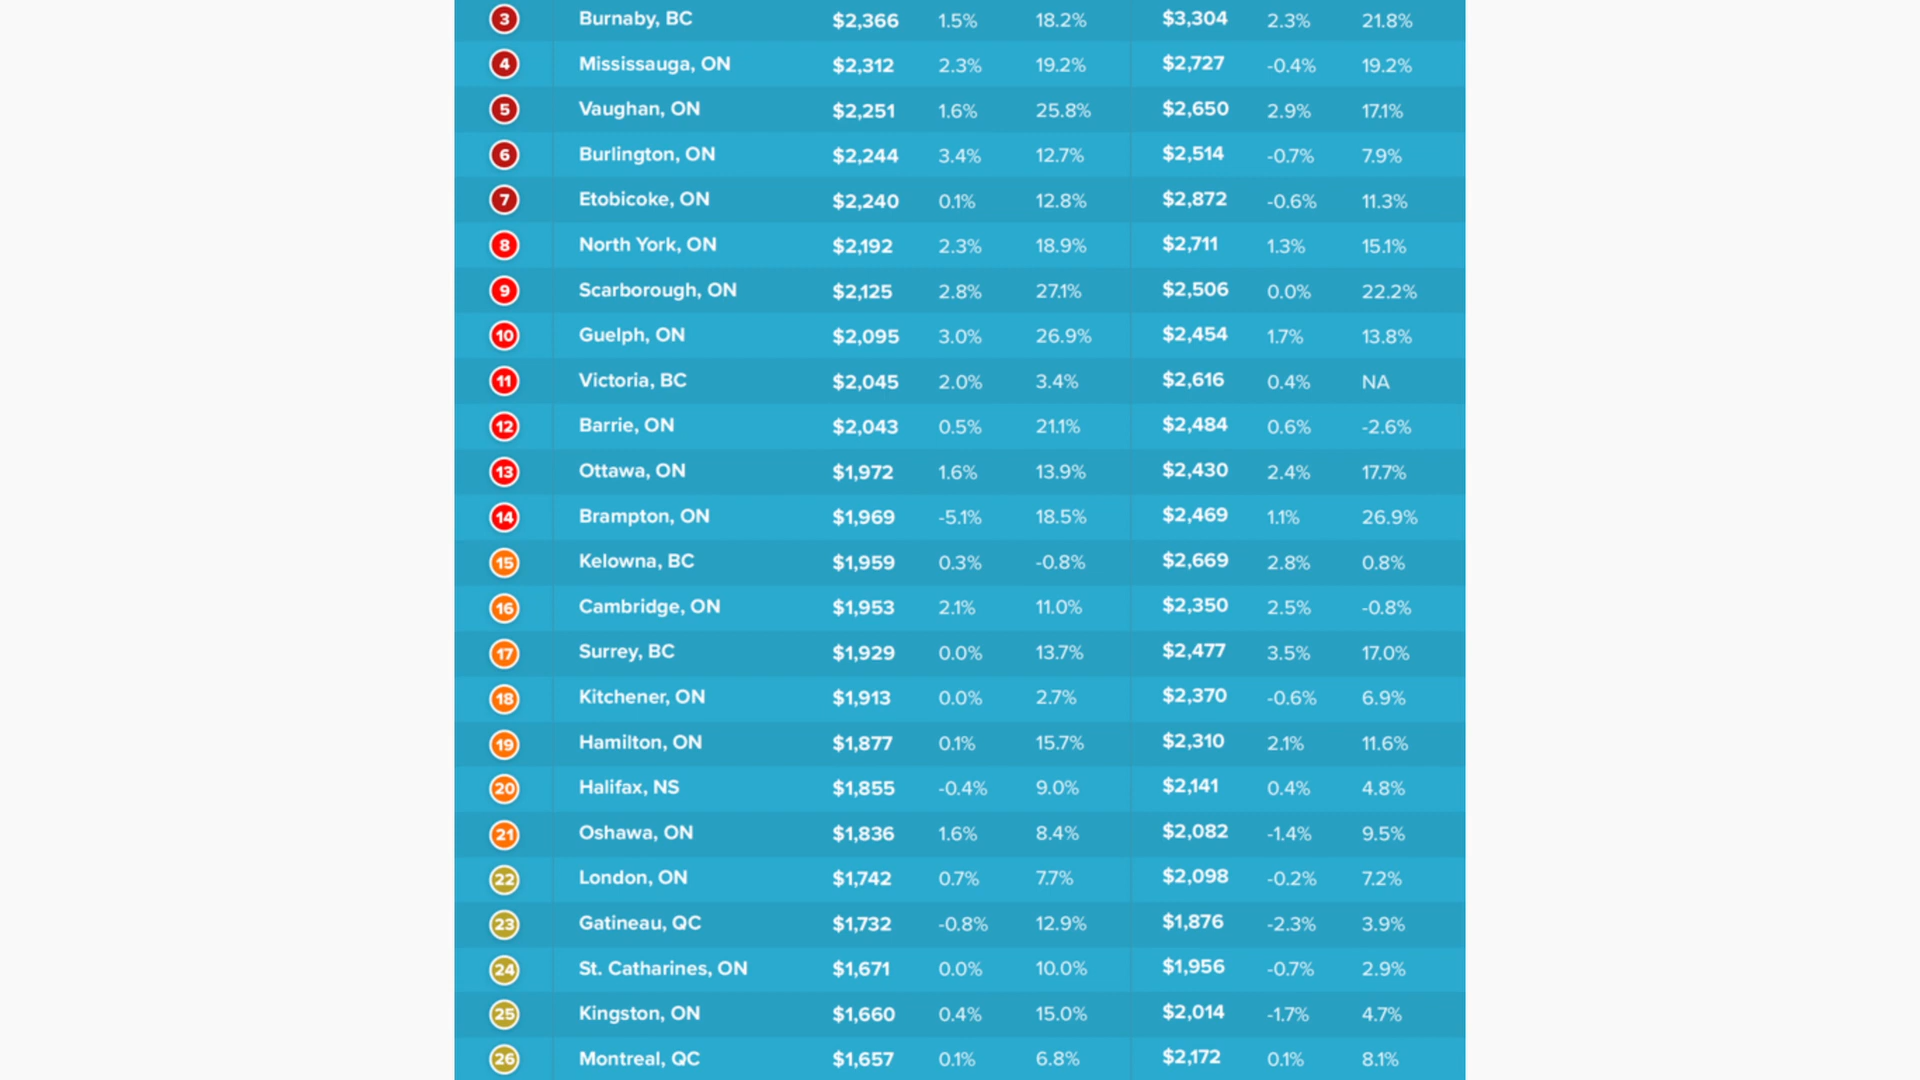 3 Burnaby, BC $2,366 1.5% 18.2% $3,304 2.3% 21.8%
4 Mississauga, ON $2,312 2.3% 19.2% $2,727 -0.4% 19.2%
5 Vaughan, ON $2,251 1.6% 25.8% $2,650 2.9% 17.1%
6 Burlington, ON $2,244 3.4% 12.7% $2,514 -0.7% 7.9%
7 Etobicoke, ON $2,240 0.1% 12.8% $2,872 -0.6% 11.3%
8 North York, ON $2,192 2.3% 18.9% $2,711 1.3% 15.1%
9 Scarborough, ON $2,125 2.8% 27.1% $2,506 0.0% 22.2%
10 Guelph, ON $2,095 3.0% 26.9% $2,454 1.7% 13.8%
11 Victoria, BC $2,045 2.0% 3.4% $2,616 0.4% NA
12 Barrie, ON $2,043 0.5% 21.1% $2,484 0.6% -2.6%
13 Ottawa, ON $1,972 1.6% 13.9% $2,430 2.4% 17.7%
14 Brampton, ON $1,969 -5.1% 18.5% $2,469 1.1% 26.9%
15 Kelowna, BC $1,959 0.3% -0.8% $2,669 2.8% 0.8%
16 Cambridge, ON $1,953 2.1% 11.0% $2,350 2.5% -0.8%
17 Surrey, BC $1,929 0.0% 13.7% $2,477 3.5% 17.0%
18 Kitchener, ON $1,913 0.0% 2.7% $2,370 -0.6% 6.9%
19 Hamilton, ON $1,877 0.1% 15.7% $2,310 2.1% 11.6%
20 Halifax, NS $1,855 -0.4% 9.0% $2,141 0.4% 4.8%
21 Oshawa, ON $1,836 1.6% 8.4% $2,082 -1.4% 9.5%
22 London, ON $1,742 0.7% 7.7% $2,098 -0.2% 7.2%
23 Gatineau, QC $1,732 -0.8% 12.9% $1,876 -2.3% 3.9%
24 St. Catharines, ON $1,671 0.0% 10.0% $1,956 -0.7% 2.9%
25 Kingston, ON $1,660 0.4% 15.0% $2,014 -1.7% 4.7%
26 Montreal, QC $1,657 0.1% 6.8% $2,172 0.1% 8.1%